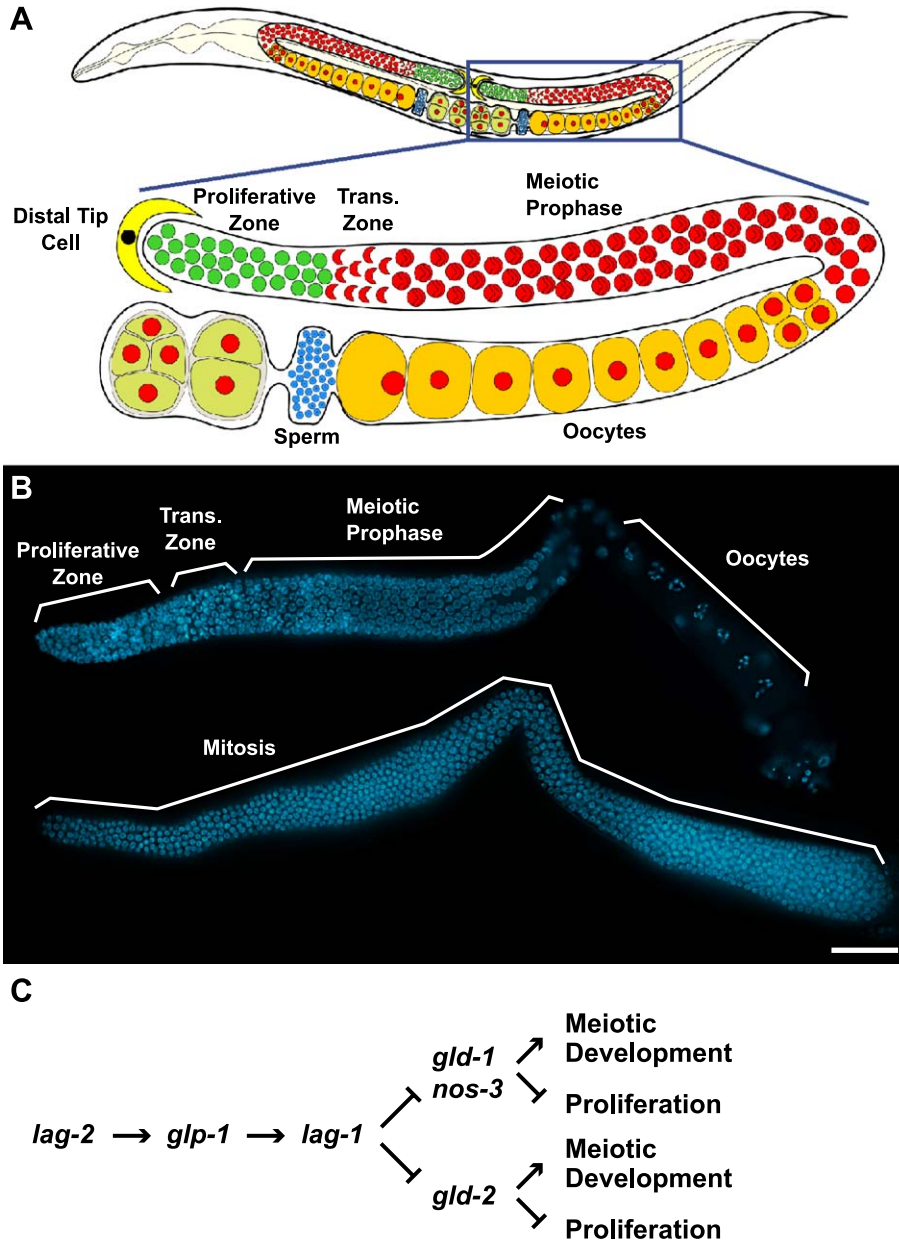 A
Distal Tip
Cell
Proliferative
Zone
Trans.
Zone
Meiotic
Prophase
Sperm
Oocytes
B
Proliferative
Zone
Trans.
Zone
Meiotic
Prophase
Oocytes
Mitosis
C
lag-2 → glp-1 → lag-1
gld-1
nos-3
Meiotic
Development
Proliferation
gld-2
Meiotic
Development
Proliferation